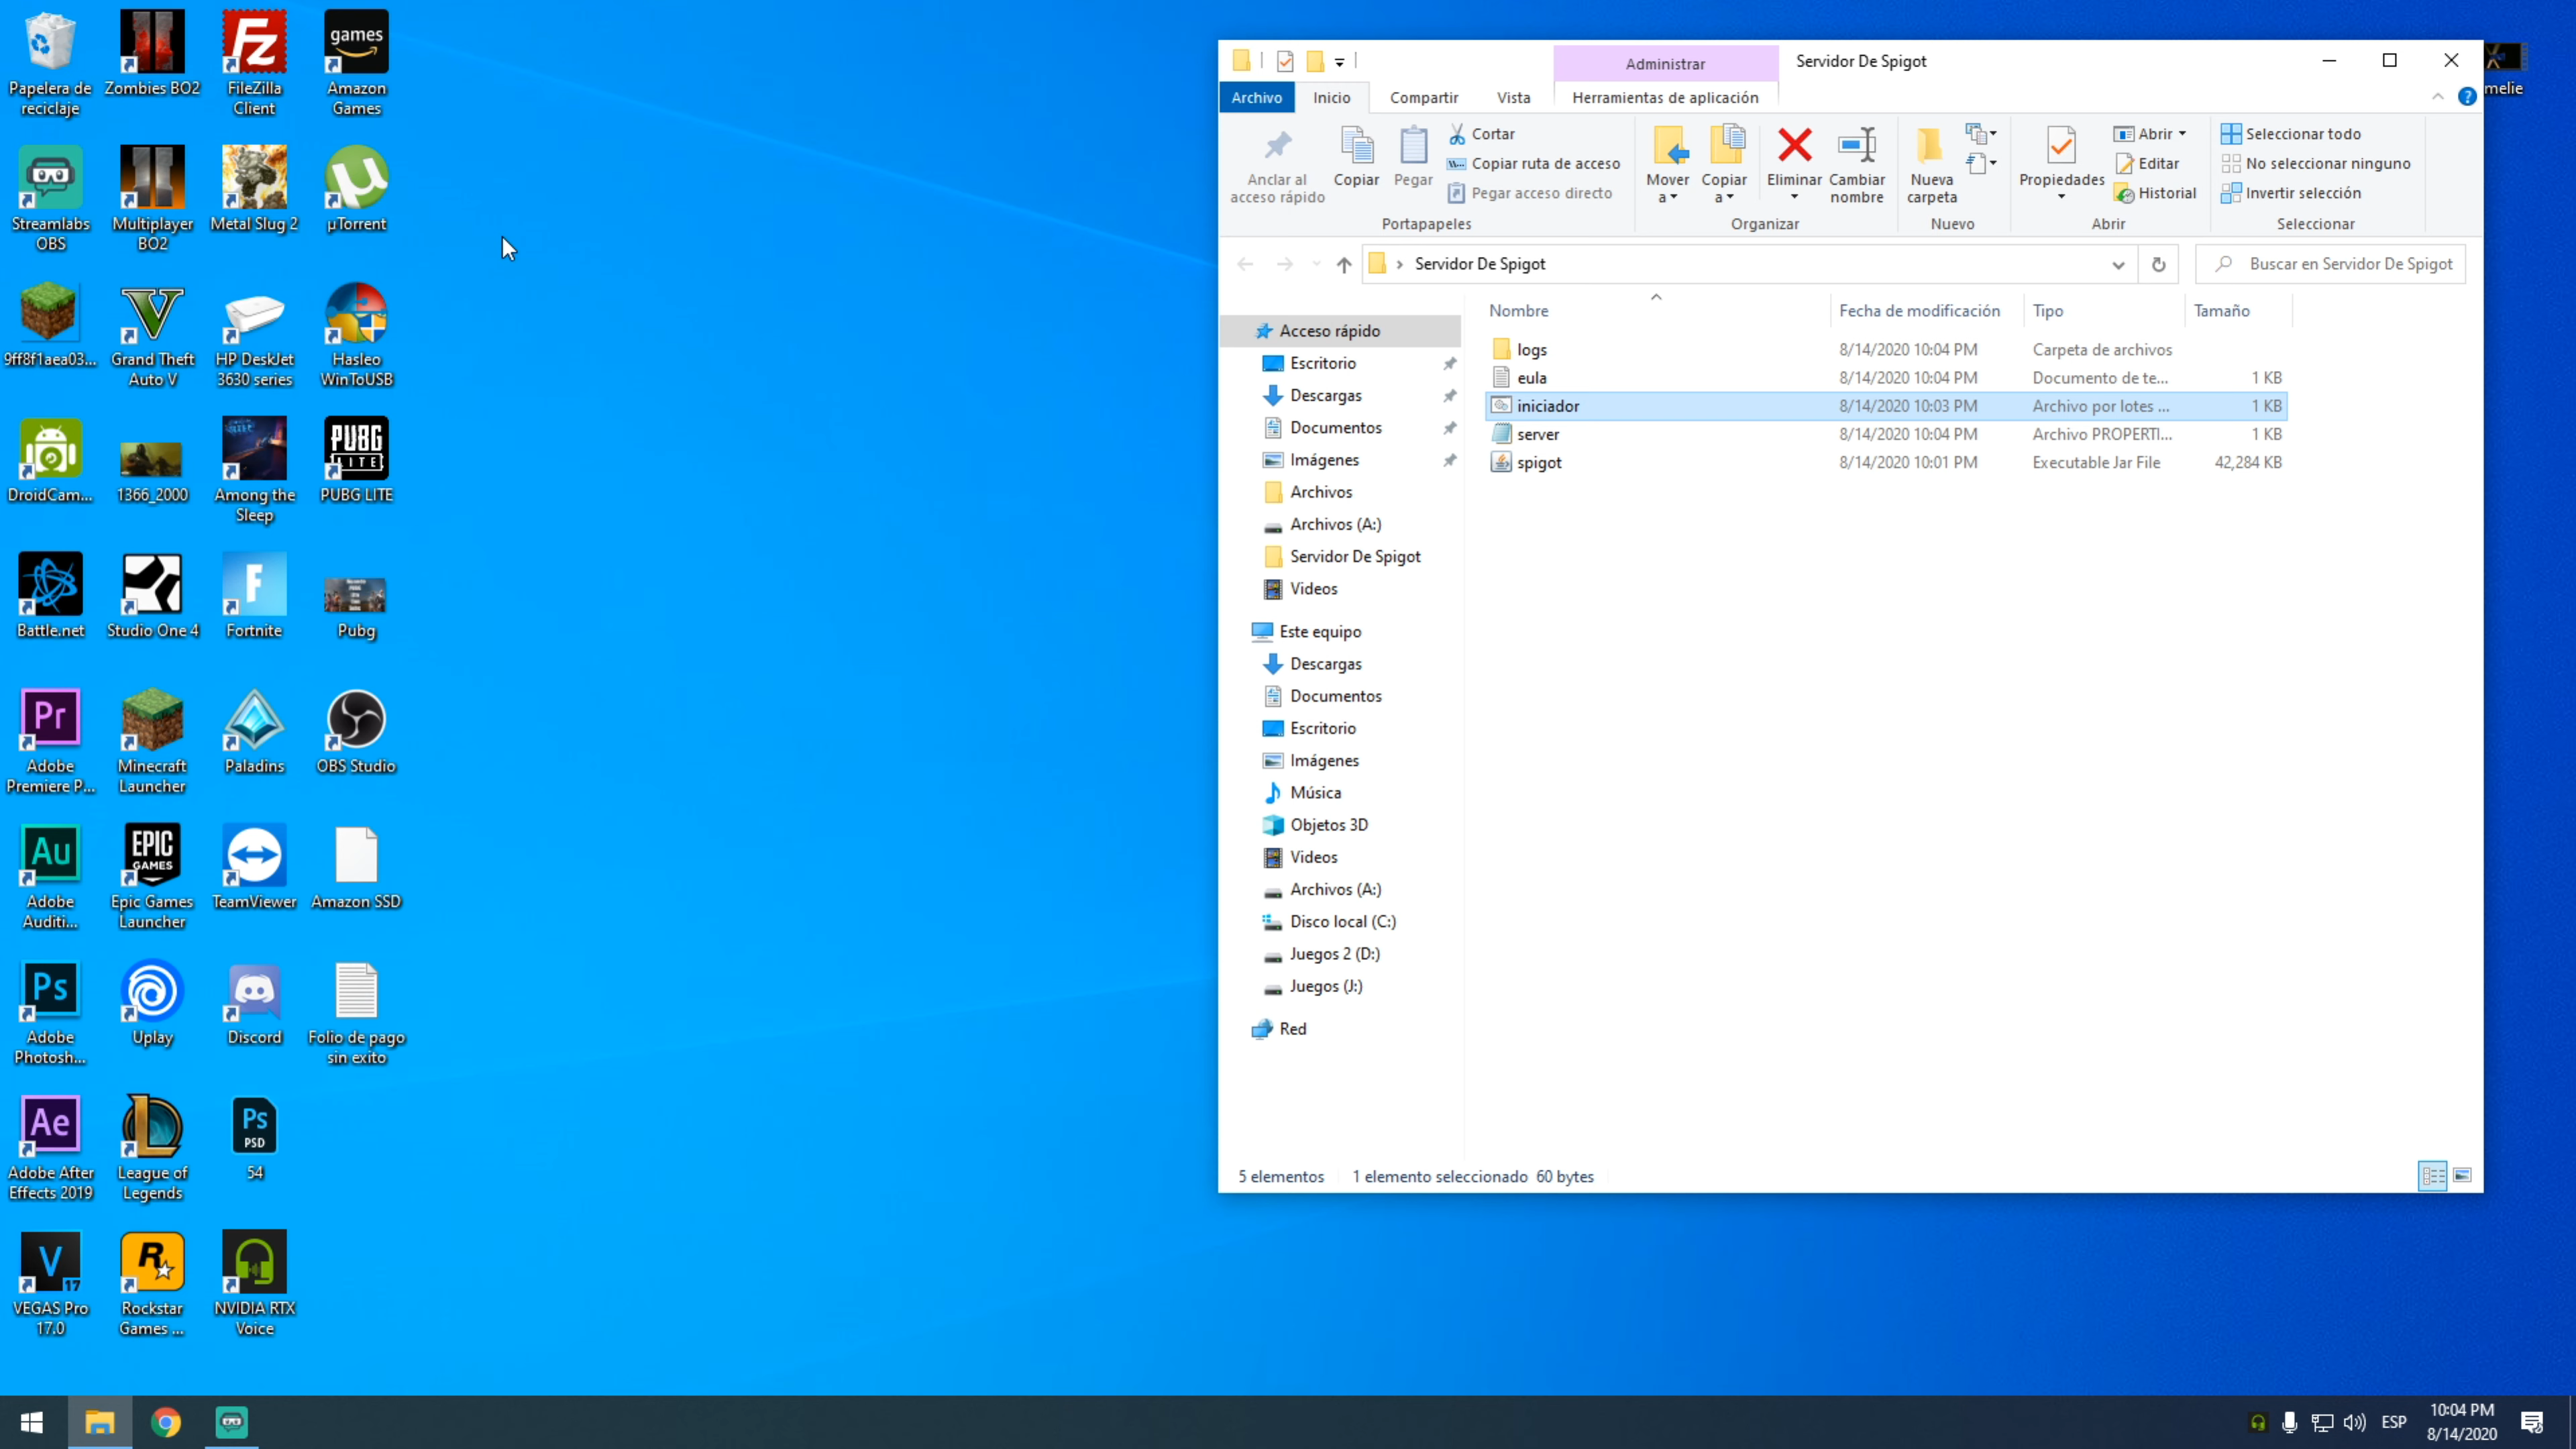 Papelera de
reciclaje
Zombies BO2
FileZilla
Client
games
Amazon
Games
Streamlabs
OBS
Multiplayer
BO2
Metal Slug 2
µTorrent
9ff8f1aea03...
Grand Theft
Auto V
HP DeskJet
3630 series
Hasleo
WinToUSB
DroidCam...
1366_2000
Among the
Sleep
PUBG
LITE
PUBG LITE
Battle.net
Studio One 4
F
Fortnite
Pubg
Pr
Adobe
Premiere P...
Minecraft
Launcher
Paladins
OBS Studio
Au
Adobe
Auditi...
EPIC
GAMES
Epic Games
Launcher
TeamViewer
Amazon SSD
Ps
Adobe
Photosh...
Uplay
Discord
Folio de pago
sin exito
Ae
Adobe After
Effects 2019
League of
Legends
Ps
PSD
54
V
17
VEGAS Pro
17.0
R
Rockstar
Games ...
NVIDIA RTX
Voice
melie
Administrar
Servidor De Spigot
Archivo
Inicio
Compartir
Vista
Herramientas de aplicación
Anclar al
acceso rápido
Copiar
Pegar
Cortar
Copiar ruta de acceso
Pegar acceso directo
Portapapeles
Mover
a
Copiar
a
Eliminar
Cambiar
nombre
Organizar
Nueva
carpeta
Nuevo
Propiedades
Abrir
Editar
Historial
Abrir
Seleccionar todo
No seleccionar ninguno
Invertir selección
Seleccionar
Servidor De Spigot
Buscar en Servidor De Spigot
Acceso rápido
Escritorio
Descargas
Documentos
Imágenes
Archivos
Archivos (A:)
Servidor De Spigot
Videos
Este equipo
Descargas
Documentos
Escritorio
Imágenes
Música
Objetos 3D
Videos
Archivos (A:)
Disco local (C:)
Juegos 2 (D:)
Juegos (J:)
Red
Nombre Fecha de modificación Tipo Tamaño
logs 8/14/2020 10:04 PM Carpeta de archivos
eula 8/14/2020 10:04 PM Documento de te... 1 KB
iniciador 8/14/2020 10:03 PM Archivo por lotes ... 1 KB
server 8/14/2020 10:04 PM Archivo PROPERTI... 1 KB
spigot 8/14/2020 10:01 PM Executable Jar File 42,284 KB
5 elementos 1 elemento seleccionado 60 bytes
ESP
10:04 PM
8/14/2020